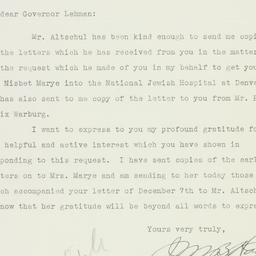 dear Governor Lehman:
Mr. Altschul has been kind enough to send me copi
the letters which he has received from you in the matter
the request which he made of you in my behalf to get you
Nisbet Marye into the National Jewish Hospital at Denv
has also sent to me copy of the letter to you from Mr. F
ix Warburg.
I want to express to you my profound gratitude fo
helpful and active interest which you have shown in
ponding to this request. I have sent copies of the earl
ters on to Mrs. Marye and am sending to her today those
ch accompanied your letter of December 7th to Mr. Altsc
now that her gratitude will be beyond all words to expre
Yours very truly,